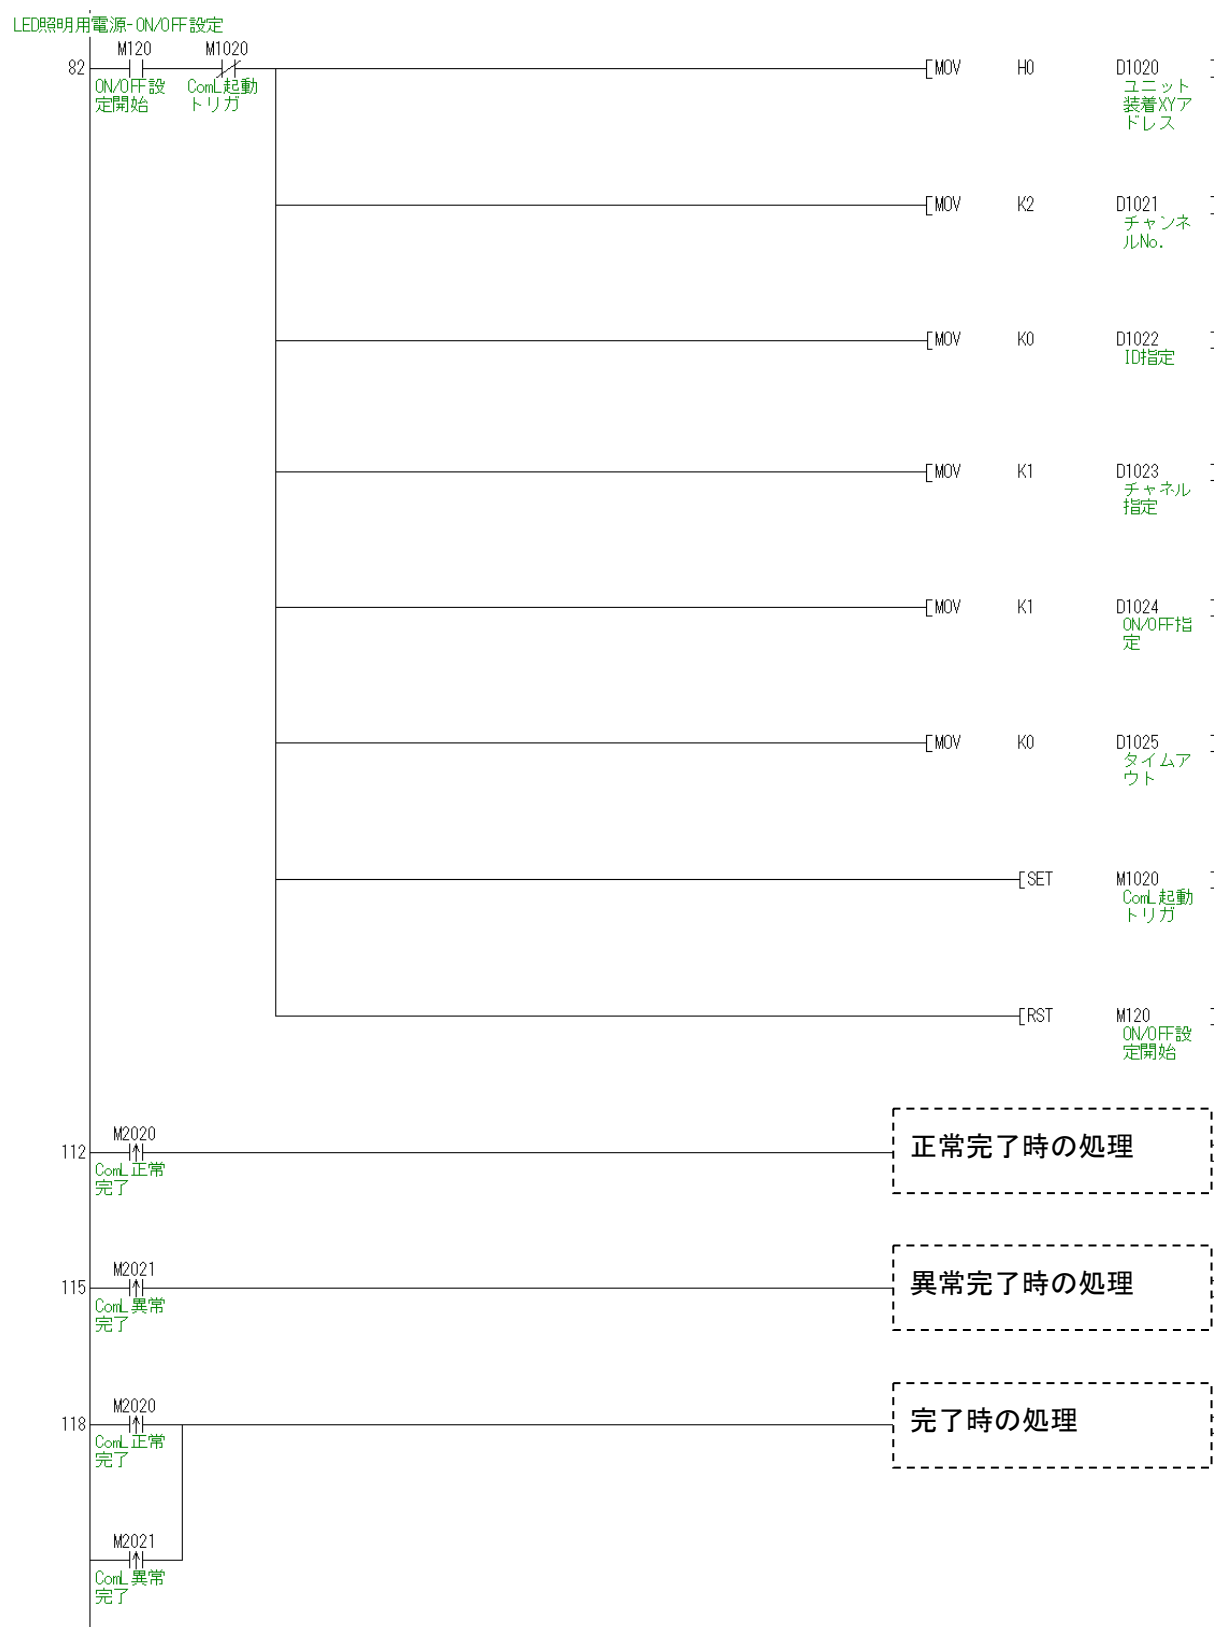 LED照明用電源-ON/OFF設定
M120 M1020
82 [MOV H0 D1020 ]
ON/OFF設 ComL起動 ユニット
定開始 トリガ 装着XYア
ドレス
[MOV K2 D1021 ]
チャンネ
ルNo.
[MOV K0 D1022 ]
ID指定
[MOV K1 D1023 ]
チャネル
指定
[MOV K1 D1024 ]
ON/OFF指
定
[MOV K0 D1025 ]
タイムア
ウト
[SET M1020 ]
ComL起動
トリガ
[RST M120 ]
ON/OFF設
定開始
M2020
112 正常完了時の処理
ComL正常
完了
M2021
115 異常完了時の処理
ComL異常
完了
M2020
118 完了時の処理
ComL正常
完了
M2021
ComL異常
完了